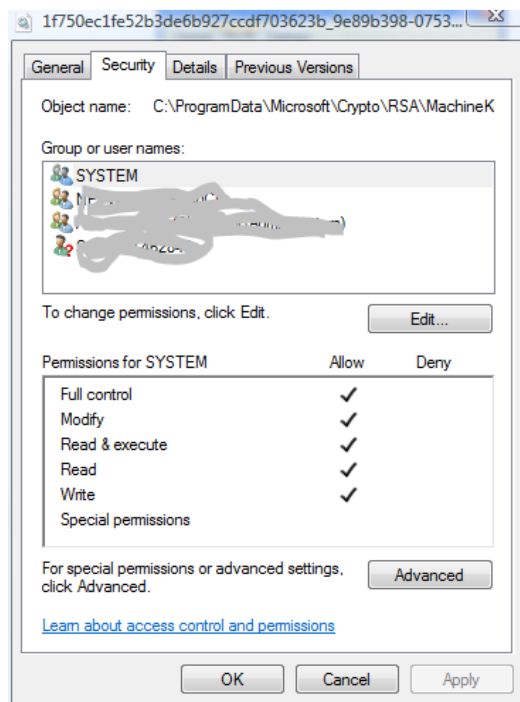 1f750ec1fe52b3de6b927ccdf703623b_9e89b398-0753...
General Security Details Previous Versions
Object name: C:\ProgramData\Microsoft\Crypto\RSA\MachineK
Group or user names:
SYSTEM
To change permissions, click Edit.
Edit...
Permissions for SYSTEM Allow Deny
Full control
Modify
Read & execute
Read
Write
Special permissions
For special permissions or advanced settings,
click Advanced.
Advanced
Learn about access control and permissions
OK Cancel Apply